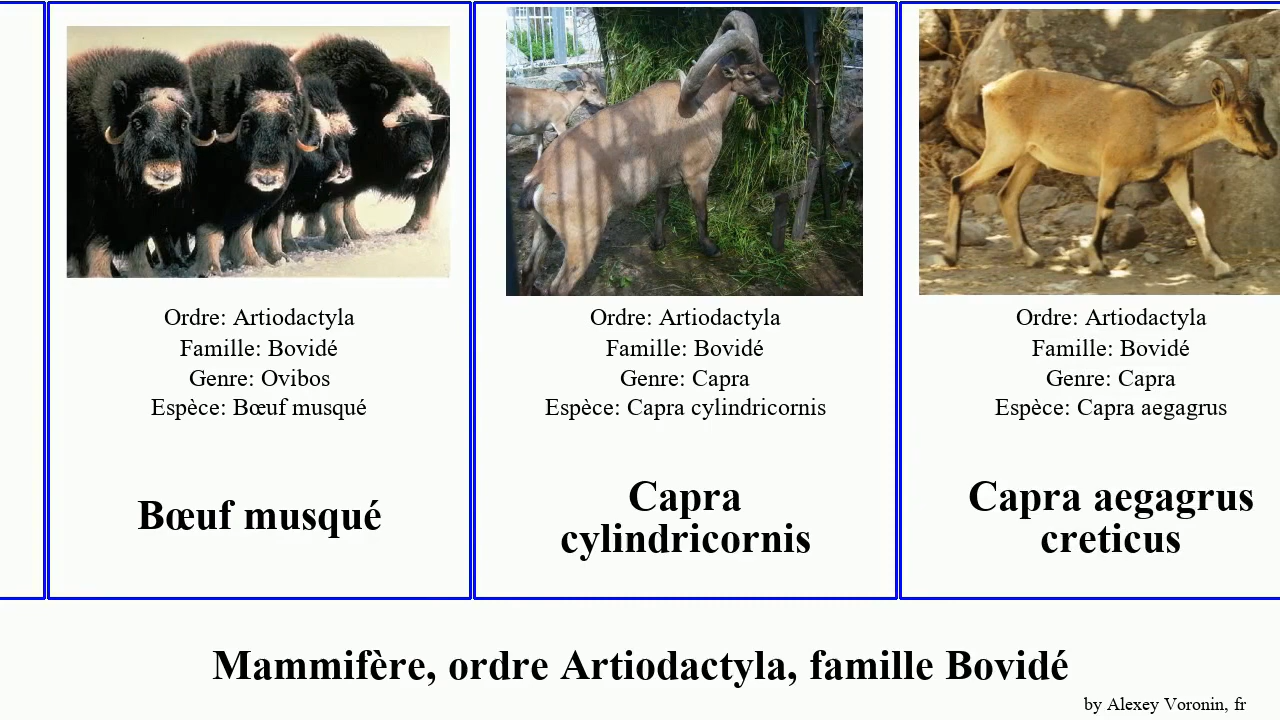 Ordre: Artiodactyla
Famille: Bovidé
Genre: Ovibos
Espèce: Bœuf musqué
Bœuf musqué
Ordre: Artiodactyla
Famille: Bovidé
Genre: Capra
Espèce: Capra cylindricornis
Capra
cylindricornis
Ordre: Artiodactyla
Famille: Bovidé
Genre: Capra
Espèce: Capra aegagrus
Capra aegagrus
creticus
Mammifère, ordre Artiodactyla, famille Bovidé
by Alexey Voronin, fr